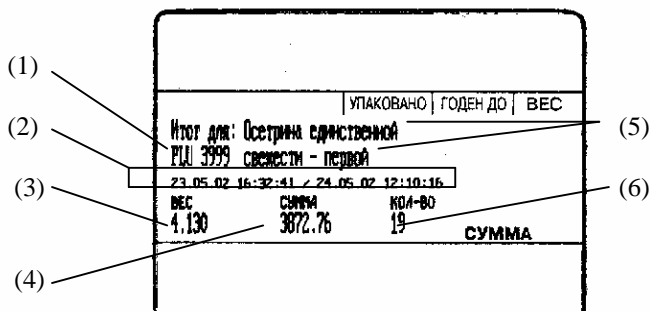 УПАКОВАНО ГОДЕН ДО ВЕС
(1)
Итог для: Осетрина единственной
(5)
(2)
PLU 3999 свежести - первой
23.05.02 16:32:41 / 24.05.02 12:10:16
(3)
ВЕС СУММА КОЛ-ВО
(6)
4.130 3872.76 19
СУММА
(4)